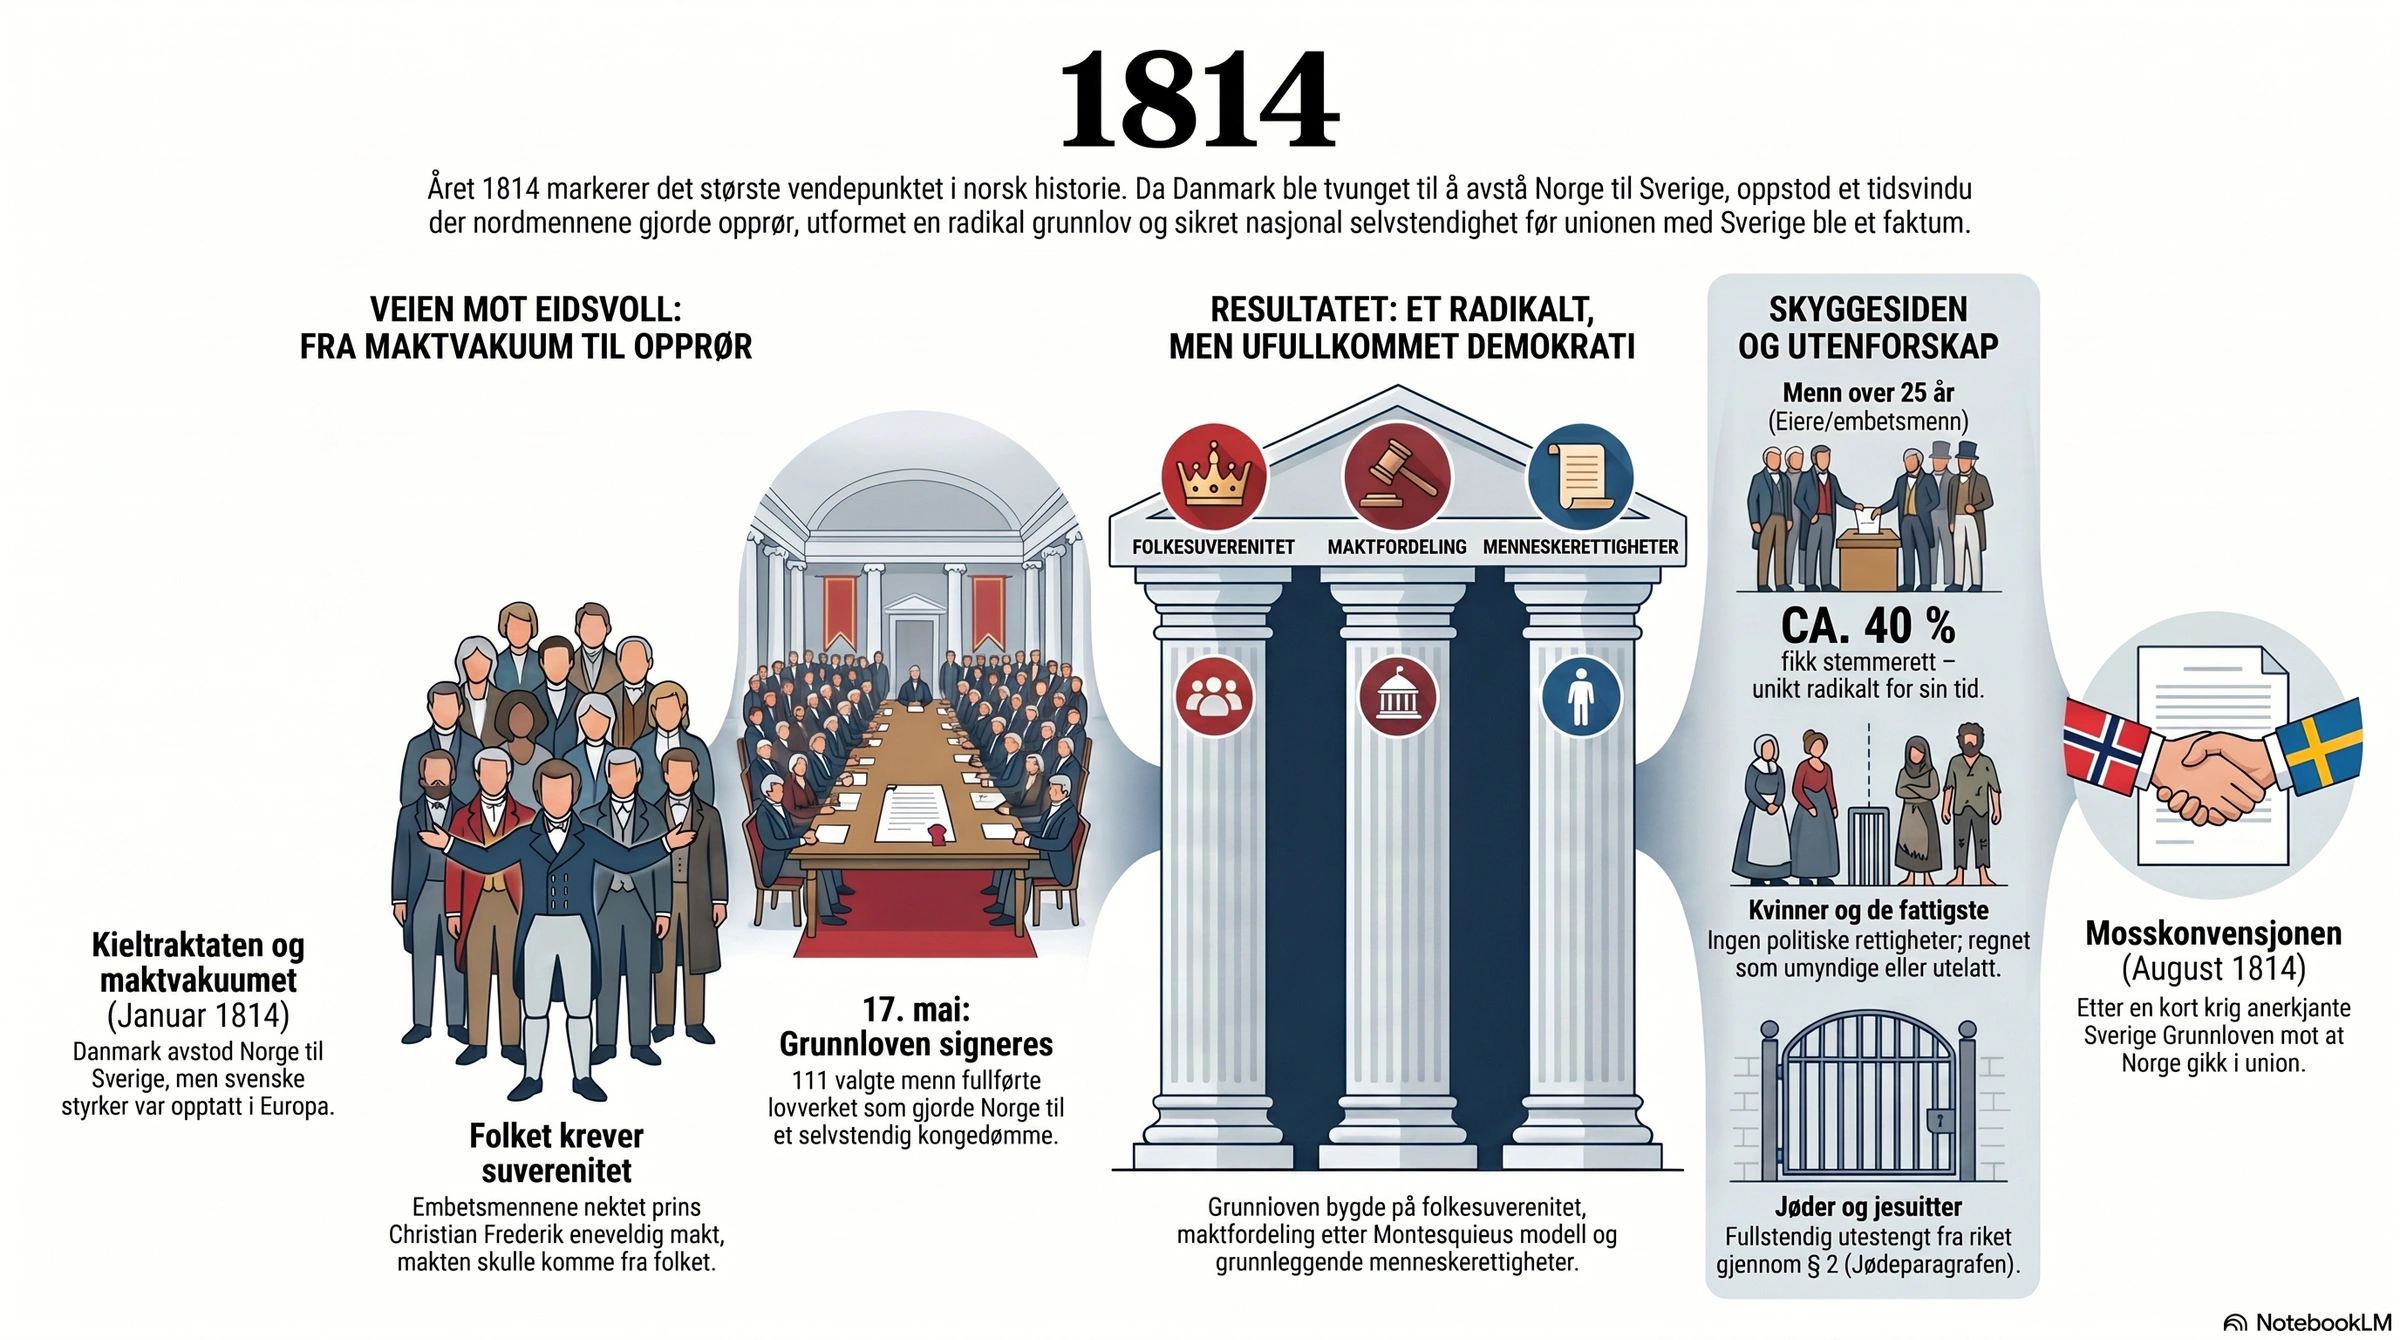 1814
Året 1814 markerer det største vendepunktet i norsk historie. Da Danmark ble tvunget til å avstå Norge til Sverige, oppstod et tidsvindu
der nordmennene gjorde opprør, utformet en radikal grunnlov og sikret nasjonal selvstendighet før unionen med Sverige ble et faktum.
VEIEN MOT EIDSVOLL:
FRA MAKTVAKUUM TIL OPPRØR
Kieltraktaten og
maktvakuumet
(Januar 1814)
Danmark avstod Norge til
Sverige, men svenske
styrker var opptatt i Europa.
Folket krever
suverenitet
Embetsmennene nektet prins
Christian Frederik eneveldig makt,
makten skulle komme fra folket.
17. mai:
Grunnloven signeres
111 valgte menn fullførte
lovverket som gjorde Norge til
et selvstendig kongedømme.
RESULTATET: ET RADIKALT,
MEN UFULLKOMMET DEMOKRATI
FOLKESUVERENITET
MAKTFORDELING
MENNESKERETTIGHETER
Grunnioven bygde på folkesuverenitet,
maktfordeling etter Montesquieus modell og
grunnleggende menneskerettigheter.
SKYGGESIDEN
OG UTENFORSKAP
Menn over 25 år
(Eiere/embetsmenn)
CA. 40 %
fikk stemmerett –
unikt radikalt for sin tid.
Kvinner og de fattigste
Ingen politiske rettigheter; regnet
som umyndige eller utelatt.
Jøder og jesuitter
Fullstendig utestengt fra riket
gjennom § 2 (Jødeparagrafen).
Mosskonvensjonen
(August 1814)
Etter en kort krig anerkjante
Sverige Grunnloven mot at
Norge gikk i union.
NotebookLM